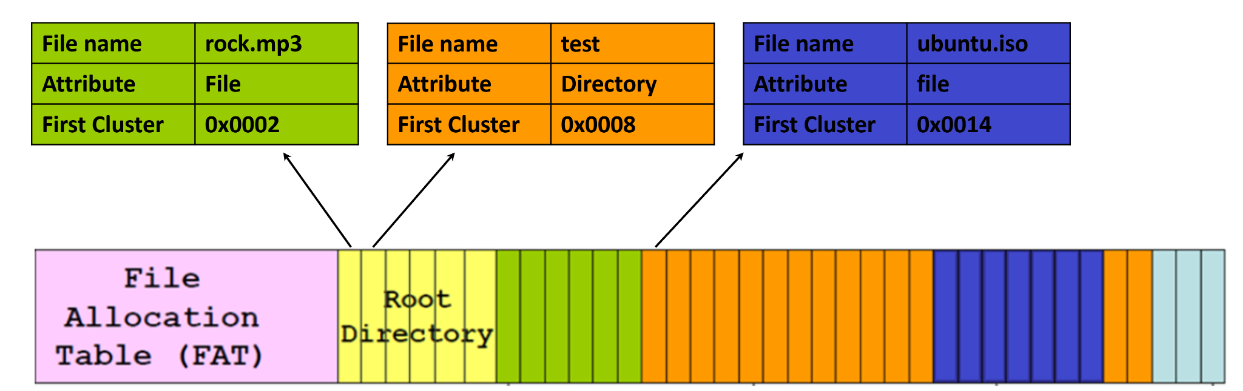 File name rock.mp3
Attribute File
First Cluster 0x0002
File name test
Attribute Directory
First Cluster 0x0008
File name ubuntu.iso
Attribute file
First Cluster 0x0014
File
Allocation
Table (FAT)
Root
Directory